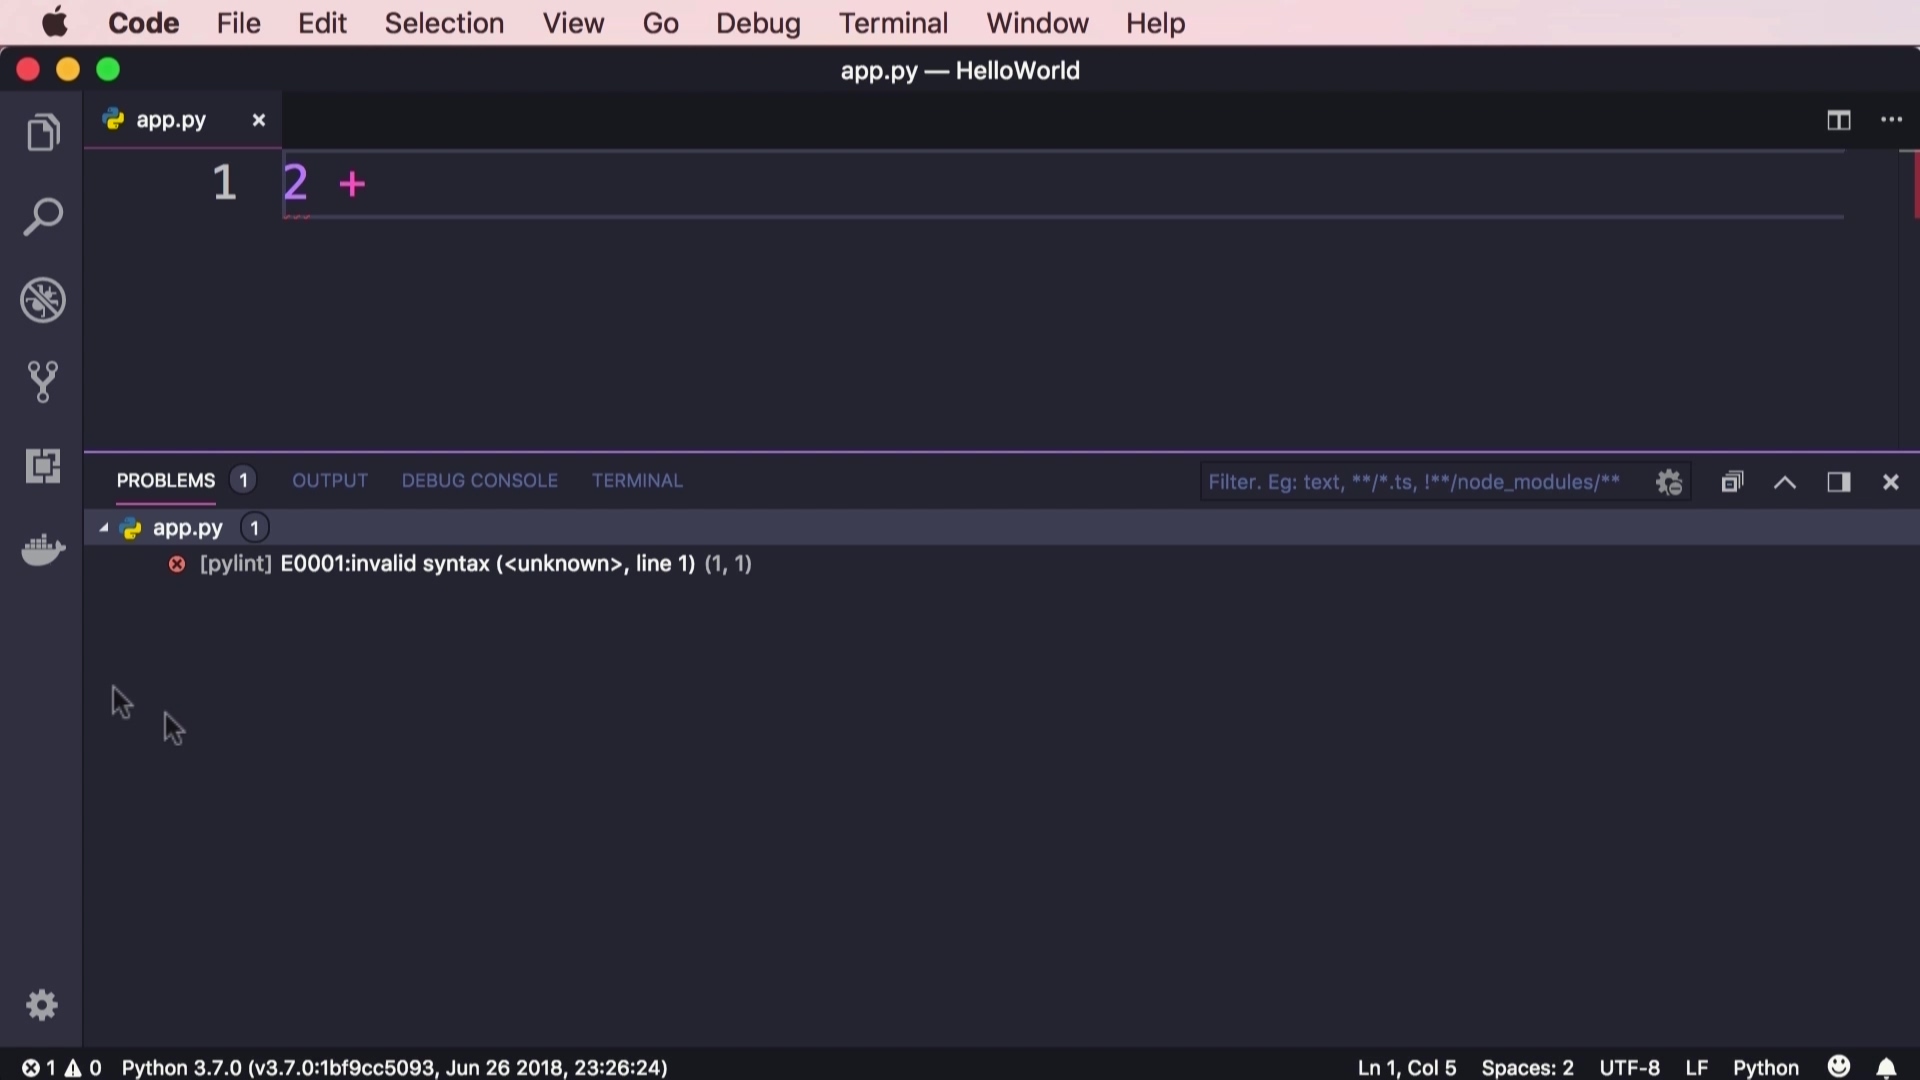 Code File Edit Selection View Go Debug Terminal Window Help
app.py — HelloWorld
app.py
1 2 +
PROBLEMS 1 OUTPUT DEBUG CONSOLE TERMINAL Filter. Eg: text, **/*.ts, !**/node_modules/**
app.py 1
[pylint] E0001:invalid syntax (<unknown>, line 1) (1, 1)
1 0 Python 3.7.0 (v3.7.0:1bf9cc5093, Jun 26 2018, 23:26:24) Ln 1, Col 5 Spaces: 2 UTF-8 LF Python